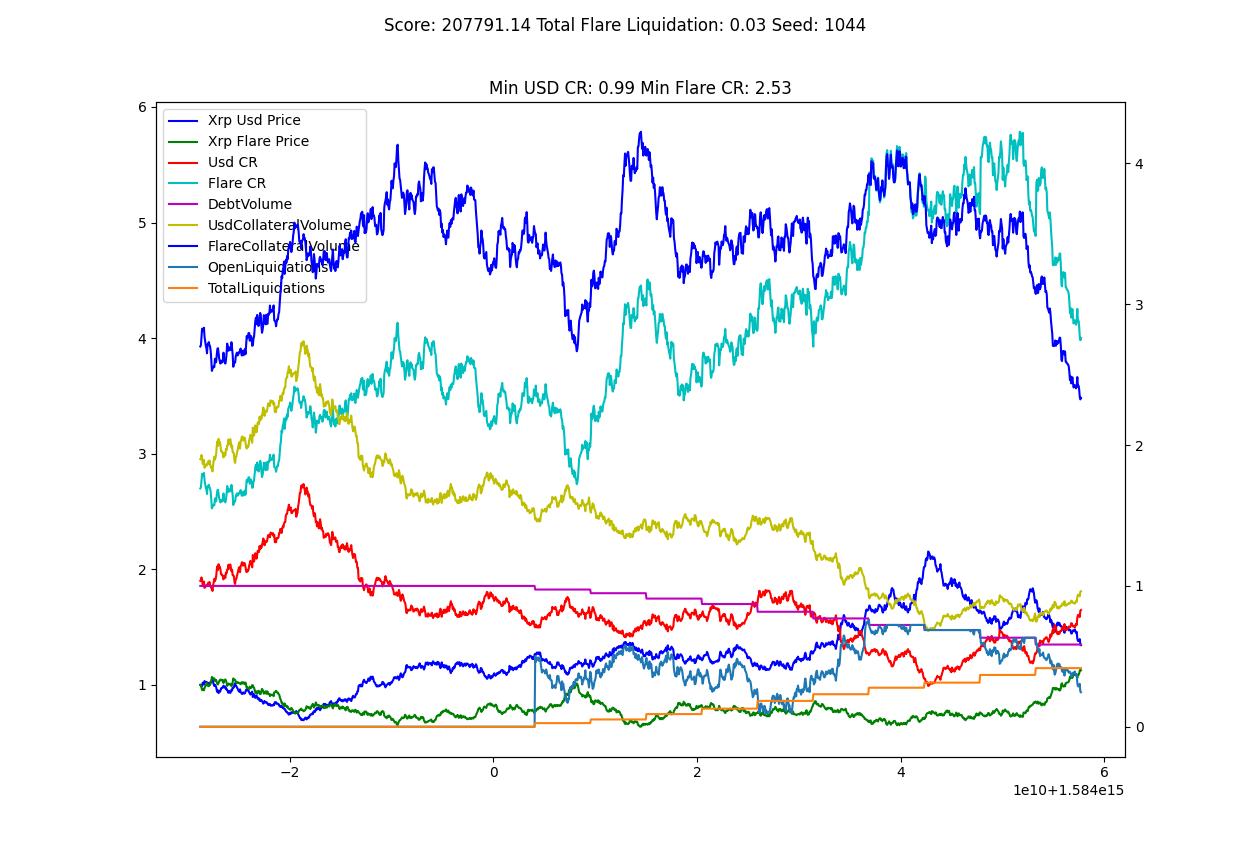 Score: 207791.14 Total Flare Liquidation: 0.03 Seed: 1044
Min USD CR: 0.99 Min Flare CR: 2.53
Xrp Usd Price
Xrp Flare Price
Usd CR
Flare CR
DebtVolume
UsdCollateralVolume
FlareCollateralVolume
OpenLiquidations
TotalLiquidations
6
5
4
3
2
1
4
3
2
1
0
−2
0
2
4
6
1e10+1.584e15